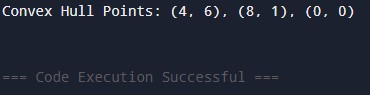 Convex Hull Points: (4, 6), (8, 1), (0, 0)
=== Code Execution Successful ===